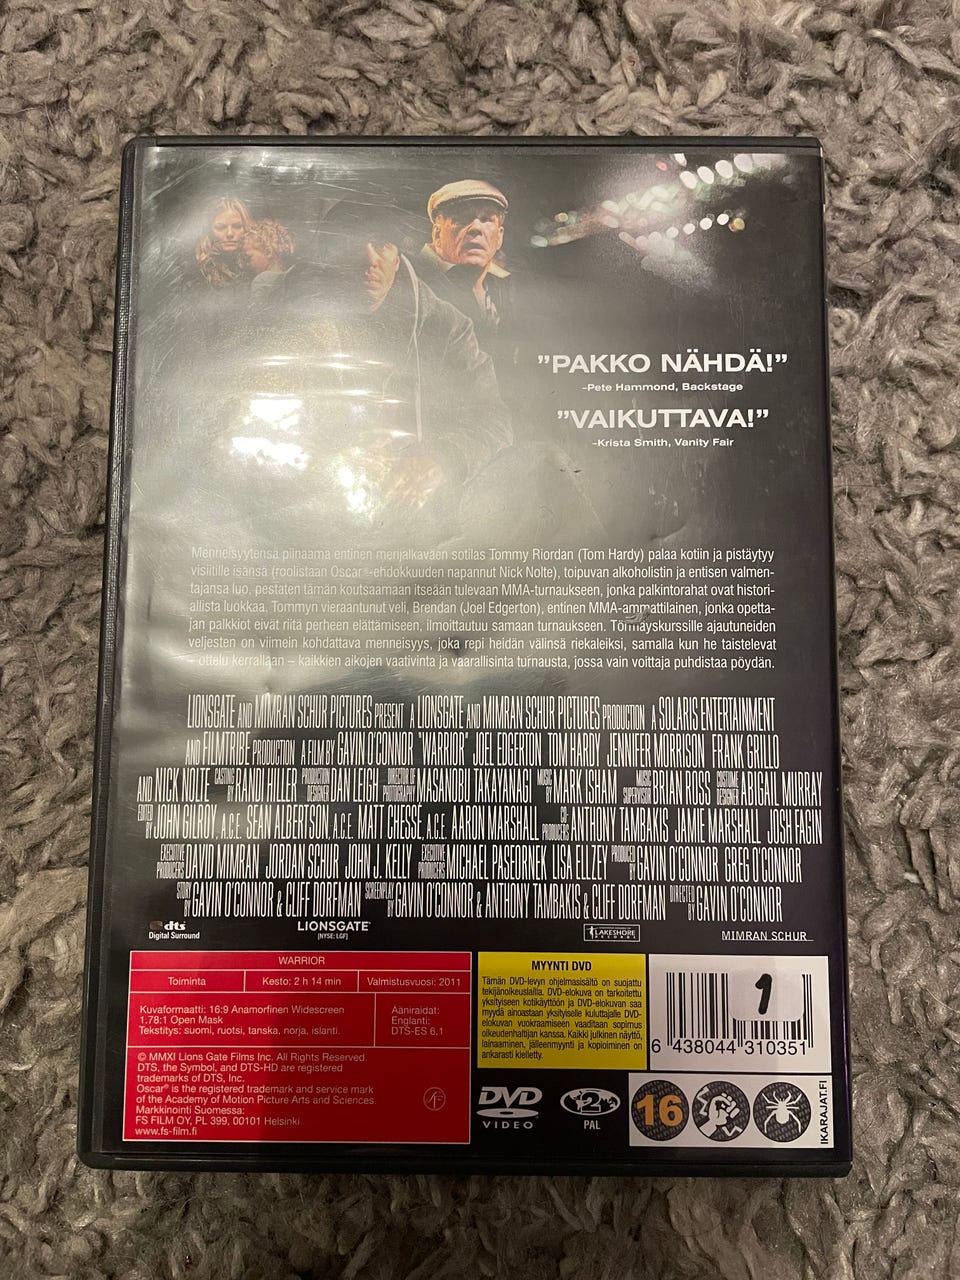 "PAKKO NÄHDÄ!"
–Pete Hammond, Backstage
"VAIKUTTAVA!"
–Krista Smith, Vanity Fair
Menneisyytensä piinaama entinen merijalkaväen sotilas Tommy Riordan (Tom Hardy) palaa kotiin ja pistäytyy
visiitille isänsä (roolistaan Oscar®-ehdokkuuden napannut Nick Nolte), toipuvan alkoholistin ja entisen valmen-
tajansa luo, pestaten tämän koutsaamaan itseään tulevaan MMA-turnaukseen, jonka palkintorahat ovat histori-
allista luokkaa. Tommyn vieraantunut veli, Brendan (Joel Edgerton), entinen MMA-ammattilainen, jonka opetta-
jan palkkiot eivät riitä perheen elättämiseen, ilmoittautuu samaan turnaukseen. Törmäyskurssille ajautuneiden
veljesten on viimein kohdattava menneisyys, joka repi heidän välinsä riekaleiksi, samalla kun he taistelevat
– ottelu kerrallaan – kaikkien aikojen vaativinta ja vaarallisinta turnausta, jossa vain voittaja puhdistaa pöydän.
LIONSGATE AND MIMRAN SCHUR PICTURES PRESENT A LIONSGATE AND MIMRAN SCHUR PICTURES PRODUCTION A SOLARIS ENTERTAINMENT
AND FILMTRIBE PRODUCTION A FILM BY GAVIN O'CONNOR "WARRIOR" JOEL EDGERTON TOM HARDY JENNIFER MORRISON FRANK GRILLO
AND NICK NOLTE CASTING BY RANDI HILLER PRODUCTION DESIGNER DAN LEIGH DIRECTOR OF PHOTOGRAPHY MASANOBU TAKAYANAGI MUSIC BY MARK ISHAM MUSIC SUPERVISOR BRIAN ROSS COSTUME DESIGNER ABIGAIL MURRAY
EDITED BY JOHN GILROY, A.C.E. SEAN ALBERTSON, A.C.E. MATT CHESSÉ, A.C.E. AARON MARSHALL CO-PRODUCERS ANTHONY TAMBAKIS JAMIE MARSHALL JOSH FAGIN
EXECUTIVE PRODUCERS DAVID MIMRAN JORDAN SCHUR JOHN J. KELLY EXECUTIVE PRODUCERS MICHAEL PASEORNEK LISA ELLZEY PRODUCED BY GAVIN O'CONNOR GREG O'CONNOR
STORY BY GAVIN O'CONNOR & CLIFF DORFMAN SCREENPLAY BY GAVIN O'CONNOR & ANTHONY TAMBAKIS & CLIFF DORFMAN DIRECTED BY GAVIN O'CONNOR
dts
Digital Surround
LIONSGATE
[NYSE: LGF]
LAKESHORE
RECORDS
MIMRAN SCHUR
WARRIOR
Toiminta
Kesto: 2 h 14 min
Valmistusvuosi: 2011
Kuvaformaatti: 16:9 Anamorfinen Widescreen
1.78:1 Open Mask
Tekstitys: suomi, ruotsi, tanska, norja, islanti.
Ääniraidat:
Englanti:
DTS-ES 6.1
© MMXI Lions Gate Films Inc. All Rights Reserved.
DTS, the Symbol, and DTS-HD are registered
trademarks of DTS, Inc.
Oscar® is the registered trademark and service mark
of the Academy of Motion Picture Arts and Sciences.
Markkinointi Suomessa:
FS FILM OY, PL 399, 00101 Helsinki
www.fs-film.fi
MYYNTI DVD
Tämän DVD-levyn ohjelmasisältö on suojattu
tekijänoikeuslailla. DVD-elokuva on tarkoitettu
yksityiseen kotikäyttöön ja DVD-elokuvan saa
myydä ainoastaan yksityiselle kuluttajalle DVD-
elokuvan vuokraamiseen vaaditaan sopimus
oikeudenhaltijan kanssa. Kaikki julkinen näyttö,
lainaaminen, jälleenmyynti ja kopioiminen on
ankarasti kielletty.
1
6 438044 310351
DVD
VIDEO
2
PAL
16
IKARAJAT.FI